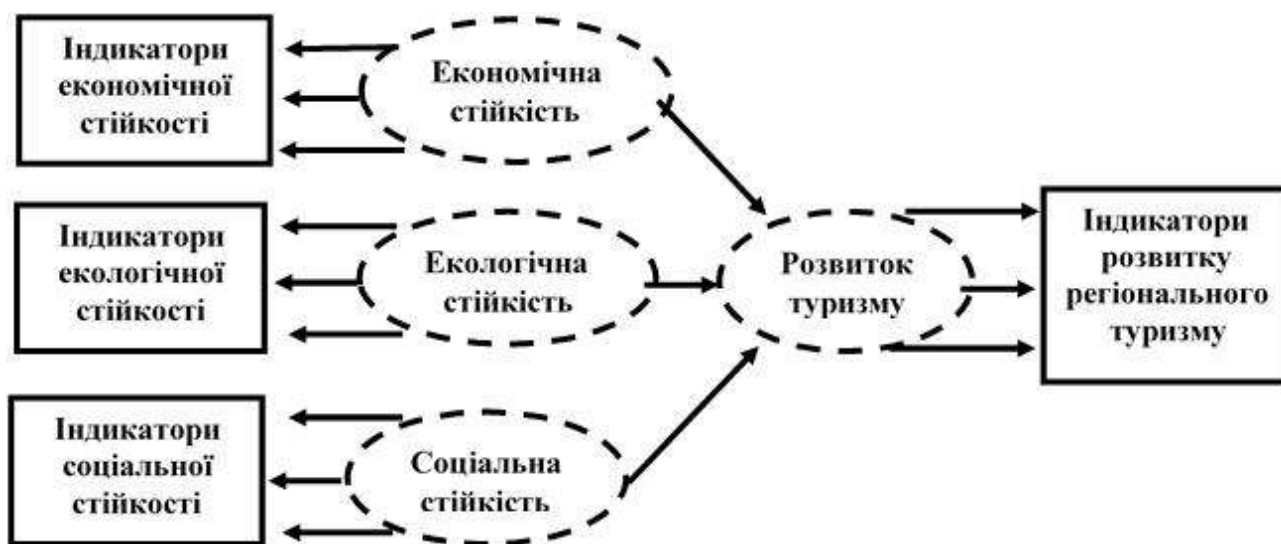 Індикатори
економічної
стійкості
Економічна
стійкість
Індикатори
екологічної
стійкості
Екологічна
стійкість
Розвиток
туризму
Індикатори
розвитку
регіонального
туризму
Індикатори
соціальної
стійкості
Соціальна
стійкість